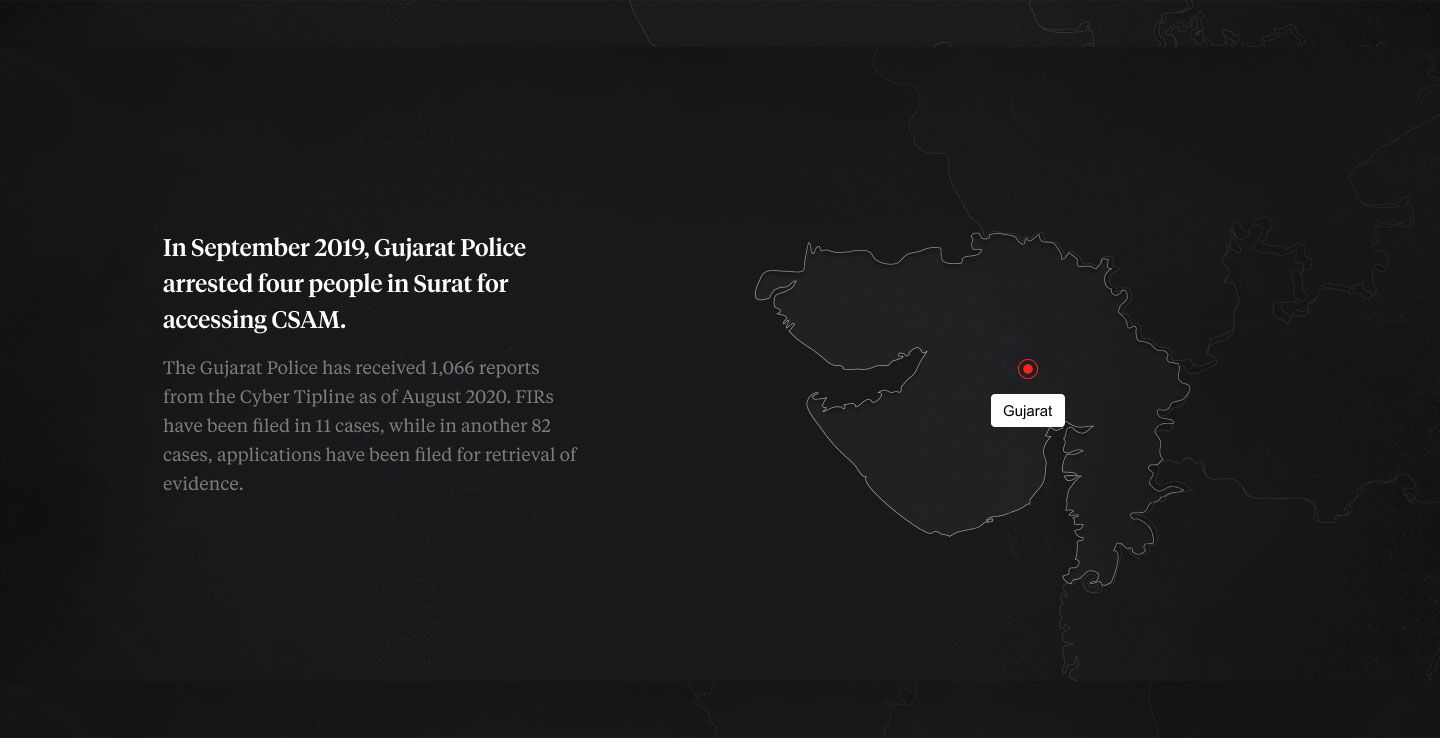 In September 2019, Gujarat Police
arrested four people in Surat for
accessing CSAM.
The Gujarat Police has received 1,066 reports
from the Cyber Tipline as of August 2020. FIRs
have been filed in 11 cases, while in another 82
cases, applications have been filed for retrieval of
evidence.
Gujarat